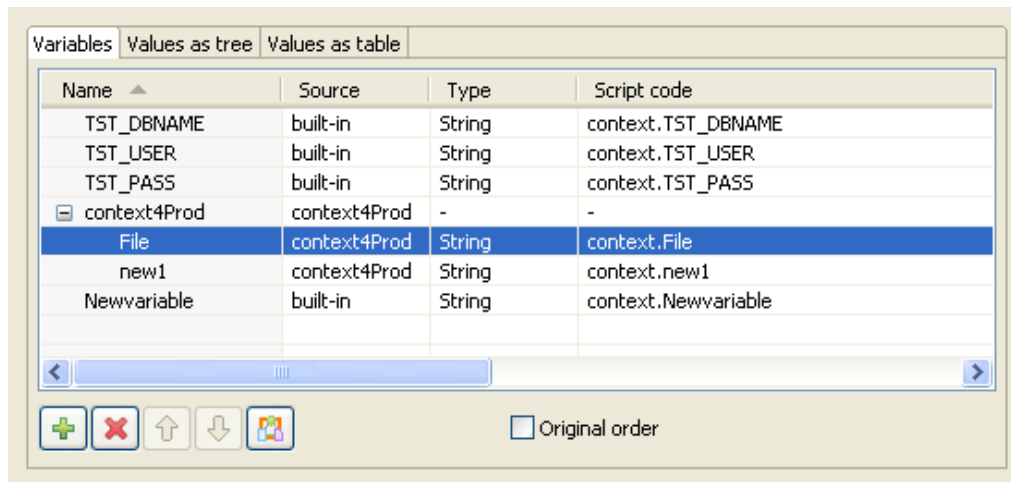 Variables Values as tree Values as table
Name Source Type Script code
TST_DBNAME built-in String context.TST_DBNAME
TST_USER built-in String context.TST_USER
TST_PASS built-in String context.TST_PASS
context4Prod context4Prod - -
File context4Prod String context.File
new1 context4Prod String context.new1
Newvariable built-in String context.Newvariable
Original order